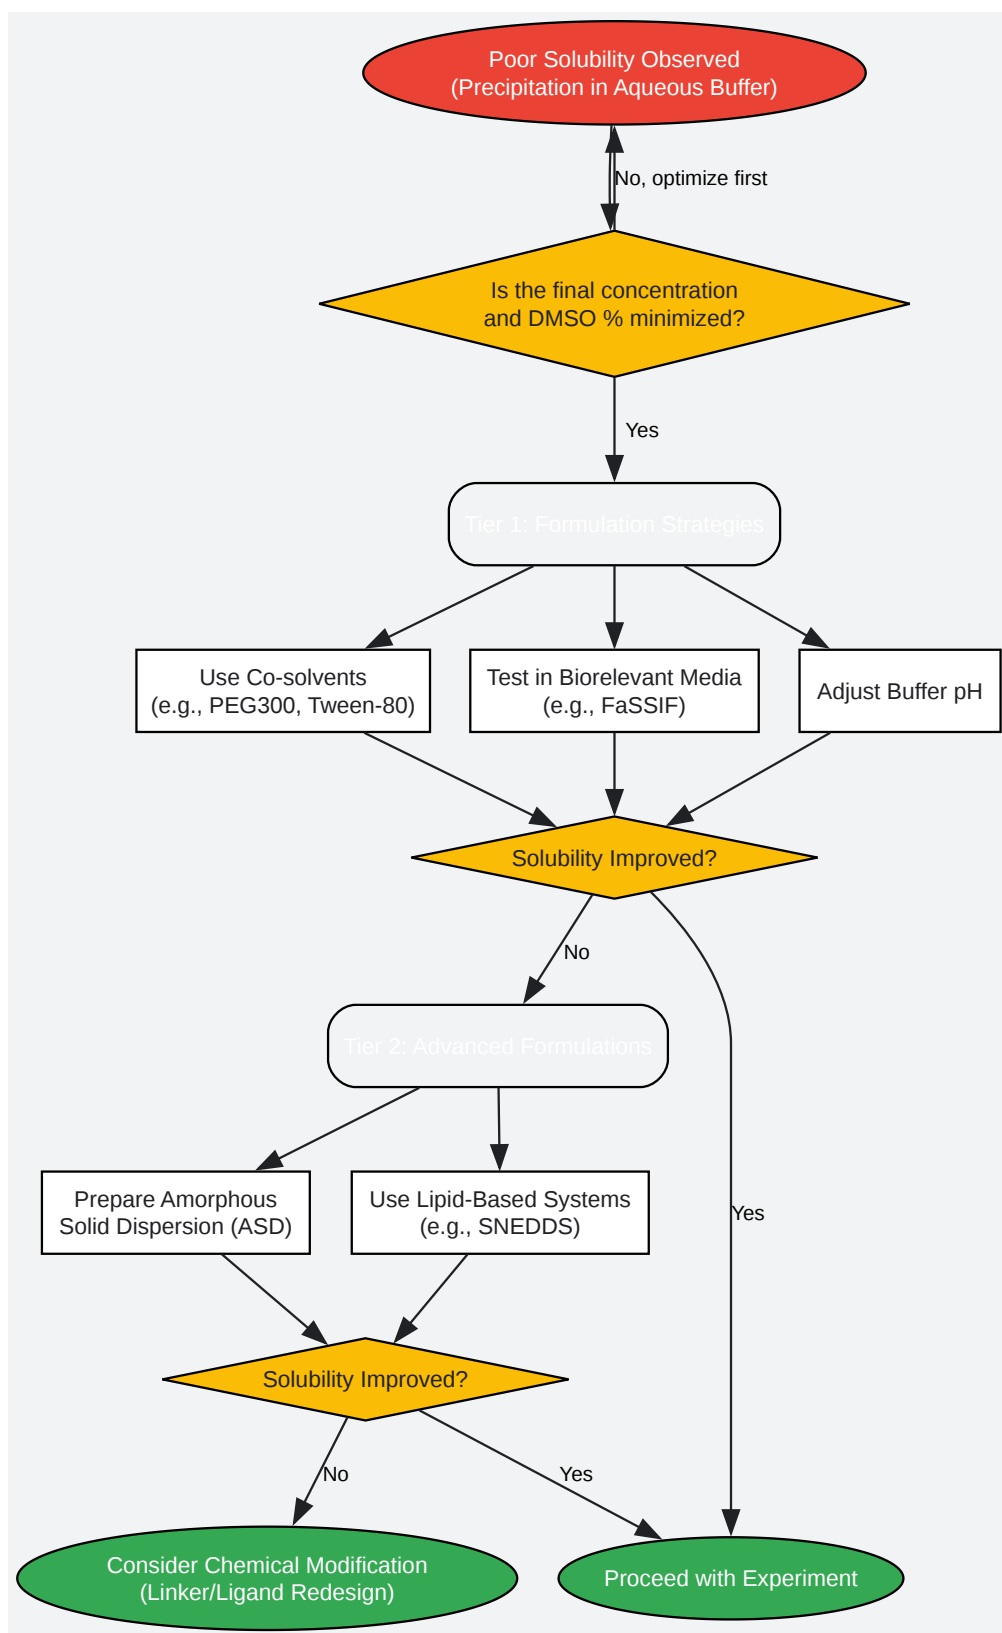 Poor Solubility Observed
(Precipitation in Aqueous Buffer)
No, optimize first
Is the final concentration
and DMSO % minimized?
Yes
Tier 1: Formulation Strategies
Use Co-solvents
(e.g., PEG300, Tween-80)
Test in Biorelevant Media
(e.g., FaSSIF)
Adjust Buffer pH
Solubility Improved?
No
Tier 2: Advanced Formulations
Prepare Amorphous
Solid Dispersion (ASD)
Use Lipid-Based Systems
(e.g., SNEDDS)
Yes
Solubility Improved?
No
Yes
Consider Chemical Modification
(Linker/Ligand Redesign)
Proceed with Experiment